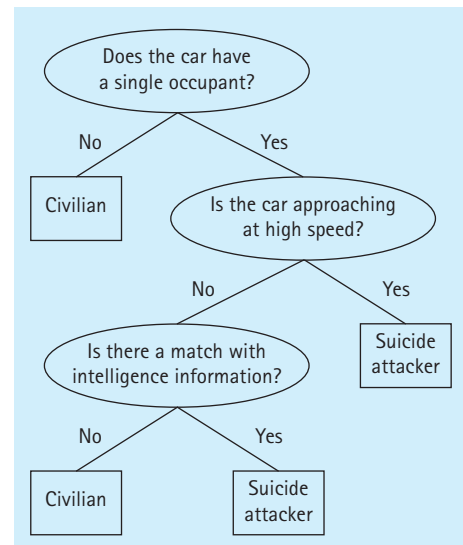 Does the car have
a single occupant?
No
Yes
Civilian
Is the car approaching
at high speed?
No
Yes
Is there a match with
intelligence information?
Suicide
attacker
No
Yes
Civilian
Suicide
attacker